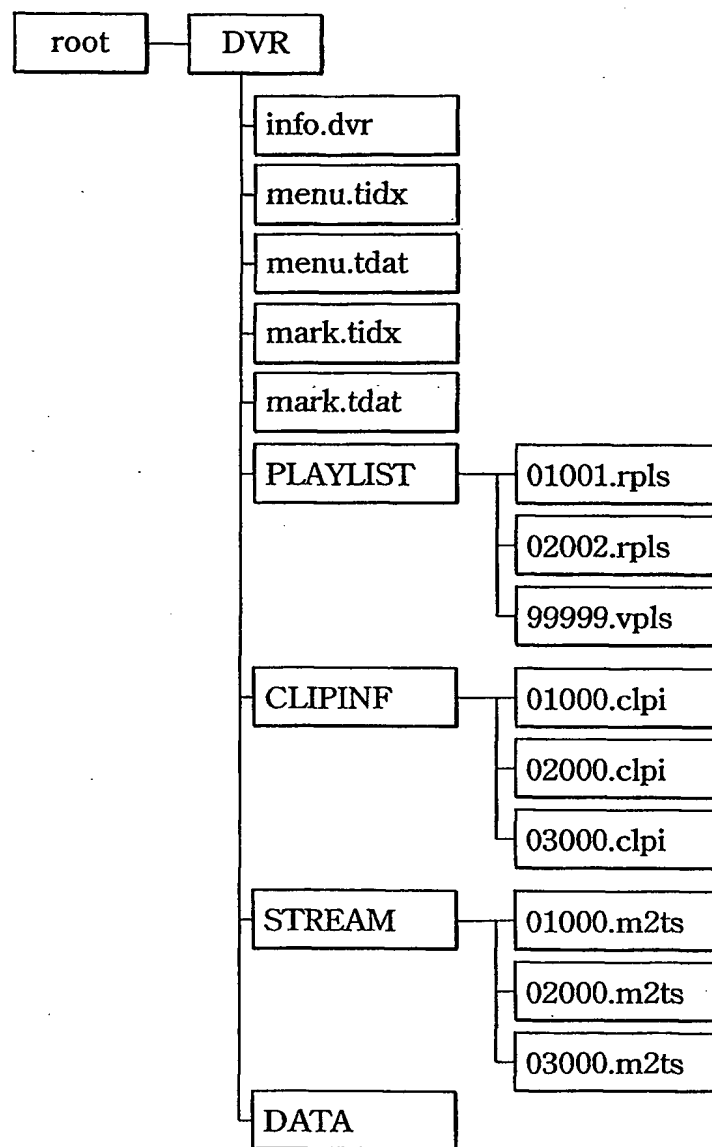 root DVR
info.dvr
menu.tidx
menu.tdat
mark.tidx
mark.tdat
PLAYLIST 01001.rpls
02002.rpls
99999.vpls
CLIPINF 01000.clpi
02000.clpi
03000.clpi
STREAM 01000.m2ts
02000.m2ts
03000.m2ts
DATA